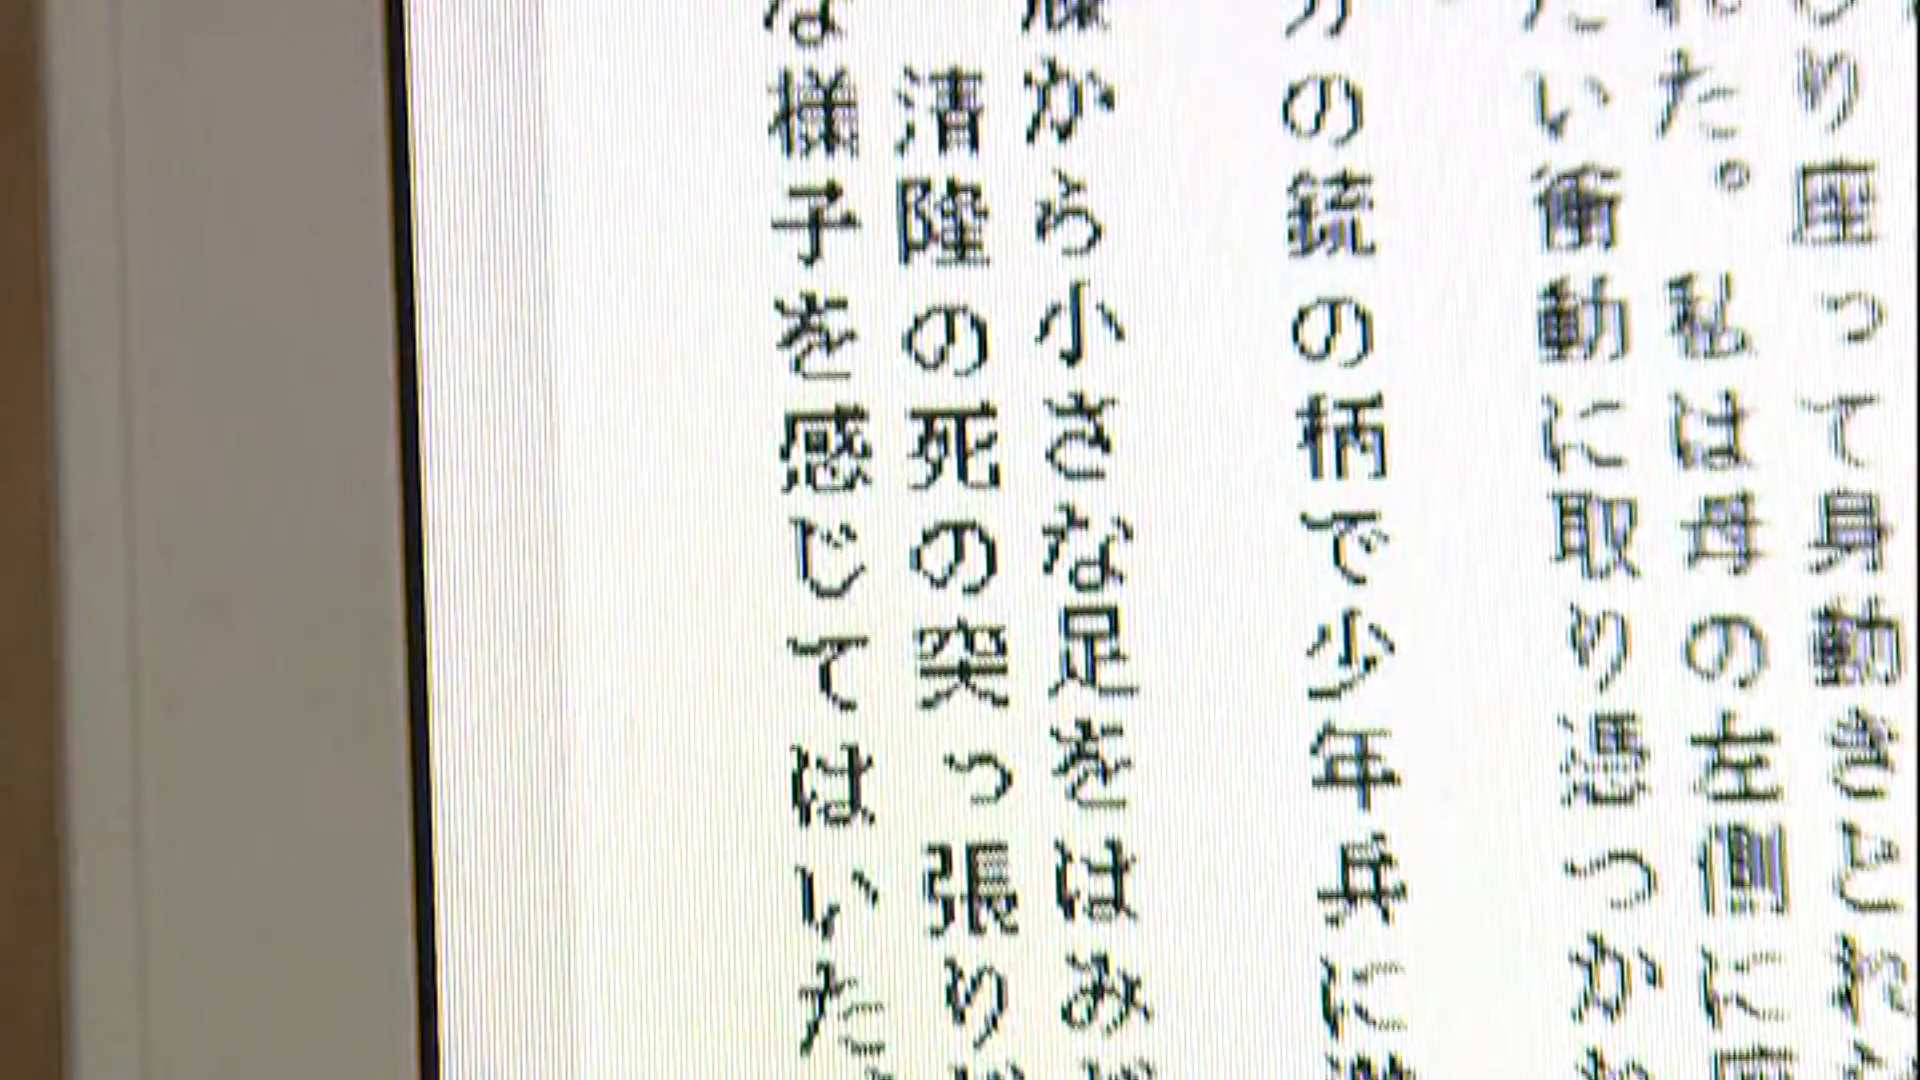 め座って身動きとれ
た。私は母の左側に座
い衝動に取り憑つか
の銃の柄で少年兵に
から小さな足をはみ
清隆の死の突っ張り
な様子を感じてはいた